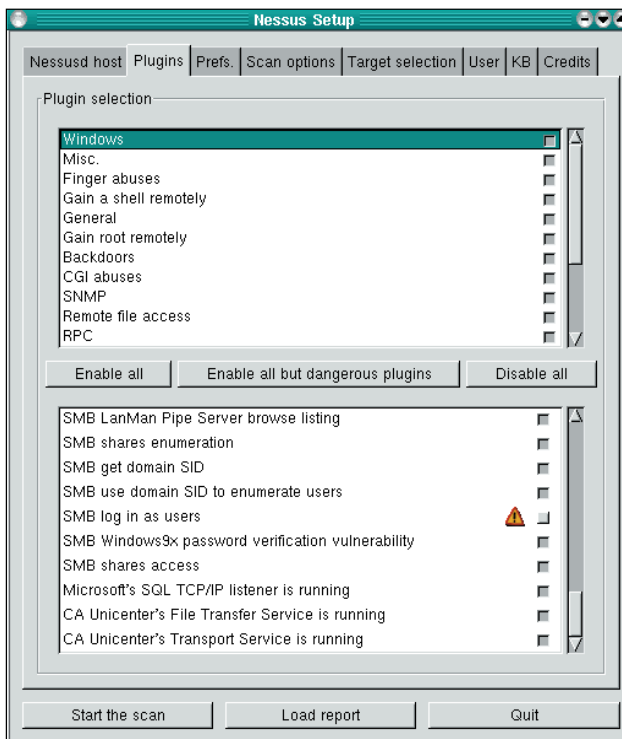 Nessus Setup
Nessusd host Plugins Prefs. Scan options Target selection User KB Credits
Plugin selection
Windows
Misc.
Finger abuses
Gain a shell remotely
General
Gain root remotely
Backdoors
CGI abuses
SNMP
Remote file access
RPC
Enable all Enable all but dangerous plugins Disable all
SMB LanMan Pipe Server browse listing
SMB shares enumeration
SMB get domain SID
SMB use domain SID to enumerate users
SMB log in as users
SMB Windows9x password verification vulnerability
SMB shares access
Microsoft's SQL TCP/IP listener is running
CA Unicenter's File Transfer Service is running
CA Unicenter's Transport Service is running
Start the scan Load report Quit